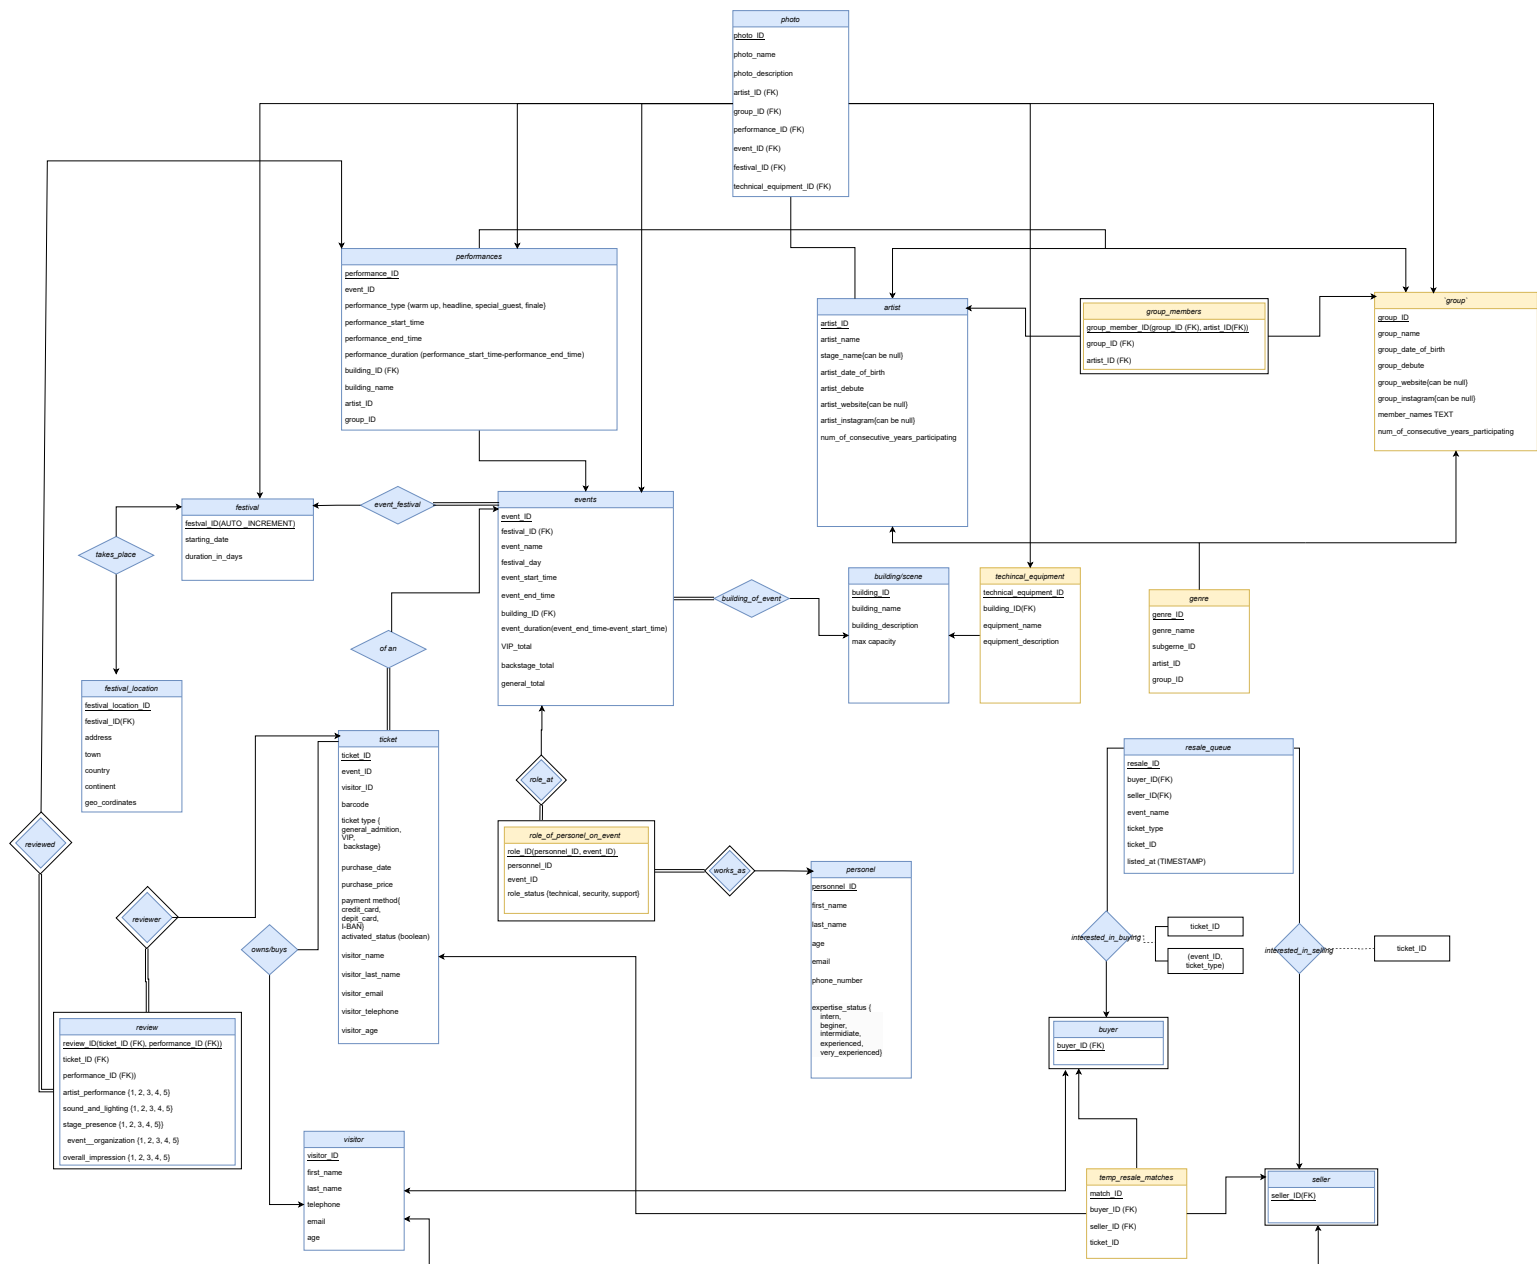 photo
photo_ID
photo_name
photo_description
artist_ID (FK)
group_ID (FK)
performance_ID (FK)
event_ID (FK)
festival_ID (FK)
technical_equipment_ID (FK)
performances
performance_ID
event_ID
performance_type {warm up, headline, special_guest, finale}
performance_start_time
performance_end_time
performance_duration (performance_start_time-performance_end_time)
building_ID (FK)
building_name
artist_ID
group_ID
artist
artist_ID
artist_name
stage_name{can be null}
artist_date_of_birth
artist_debute
artist_website{can be null}
artist_instagram{can be null}
num_of_consecutive_years_participating
group_members
group_member_ID(group_ID (FK), artist_ID(FK))
group_ID (FK)
artist_ID (FK)
`group`
group_ID
group_name
group_date_of_birth
group_debute
group_website{can be null}
group_instagram{can be null}
member_names TEXT
num_of_consecutive_years_participating
festival
festval_ID(AUTO _INCREMENT)
starting_date
duration_in_days
event_festival
takes_place
events
event_ID
festival_ID (FK)
event_name
festival_day
event_start_time
event_end_time
building_ID (FK)
event_duration(event_end_time-event_start_time)
VIP_total
backstage_total
general_total
building_of_event
building/scene
building_ID
building_name
building_description
max capacity
techincal_equipment
technical_equipment_ID
building_ID(FK)
equipment_name
equipment_description
genre
genre_ID
genre_name
subgerne_ID
artist_ID
group_ID
of an
festival_location
festival_location_ID
festival_ID(FK)
address
town
country
continent
geo_cordinates
ticket
ticket_ID
event_ID
visitor_ID
barcode
ticket type {
general_admition,
VIP,
backstage}
purchase_date
purchase_price
payment method{
credit_card,
depit_card,
I-BAN}
activated_status (boolean)
visitor_name
visitor_last_name
visitor_email
visitor_telephone
visitor_age
role_at
role_of_personel_on_event
role_ID(personnel_ID, event_ID)
personnel_ID
event_ID
role_status {technical, security, support}
works_as
personel
personnel_ID
first_name
last_name
age
email
phone_number
expertise_status {
intern,
beginer,
intermidiate,
experienced,
very_experienced}
resale_queue
resale_ID
buyer_ID(FK)
seller_ID(FK)
event_name
ticket_type
ticket_ID
listed_at (TIMESTAMP)
interested_in_buying
ticket_ID
(event_ID,
ticket_type)
interested_in_selling
ticket_ID
reviewed
reviewer
owns/buys
review
review_ID(ticket_ID (FK), performance_ID (FK))
ticket_ID (FK)
performance_ID (FK))
artist_performance {1, 2, 3, 4, 5}
sound_and_lighting {1, 2, 3, 4, 5}
stage_presence {1, 2, 3, 4, 5}}
event__organization {1, 2, 3, 4, 5}
overall_impression {1, 2, 3, 4, 5}
buyer
buyer_ID (FK)
visitor
visitor_ID
first_name
last_name
telephone
email
age
temp_resale_matches
match_ID
buyer_ID (FK)
seller_ID (FK)
ticket_ID
seller
seller_ID(FK)